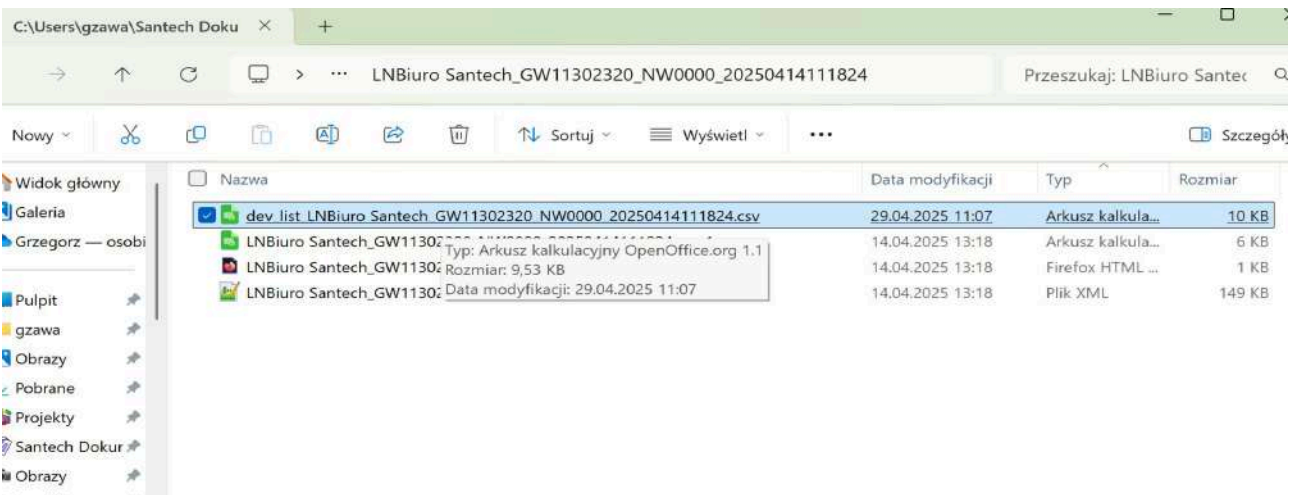 C:\Users\gzawa\Santech Doku
LNBiuro Santech_GW11302320_NW0000_20250414111824
Przeszukaj: LNBiuro Santec
Nowy
Sortuj
Wyświetl
Szczegóły
Widok główny
Galeria
Grzegorz — osobi
Pulpit
gzawa
Obrazy
Pobrane
Projekty
Santech Dokur
Obrazy
Nazwa Data modyfikacji Typ Rozmiar
dev_list_LNBiuro Santech_GW11302320_NW0000_20250414111824.csv 29.04.2025 11:07 Arkusz kalkula... 10 KB
LNBiuro Santech_GW1130 14.04.2025 13:18 Arkusz kalkula... 6 KB
LNBiuro Santech_GW1130 14.04.2025 13:18 Firefox HTML ... 1 KB
LNBiuro Santech_GW1130 14.04.2025 13:18 Plik XML 149 KB
Typ: Arkusz kalkulacyjny OpenOffice.org 1.1
Rozmiar: 9,53 KB
Data modyfikacji: 29.04.2025 11:07